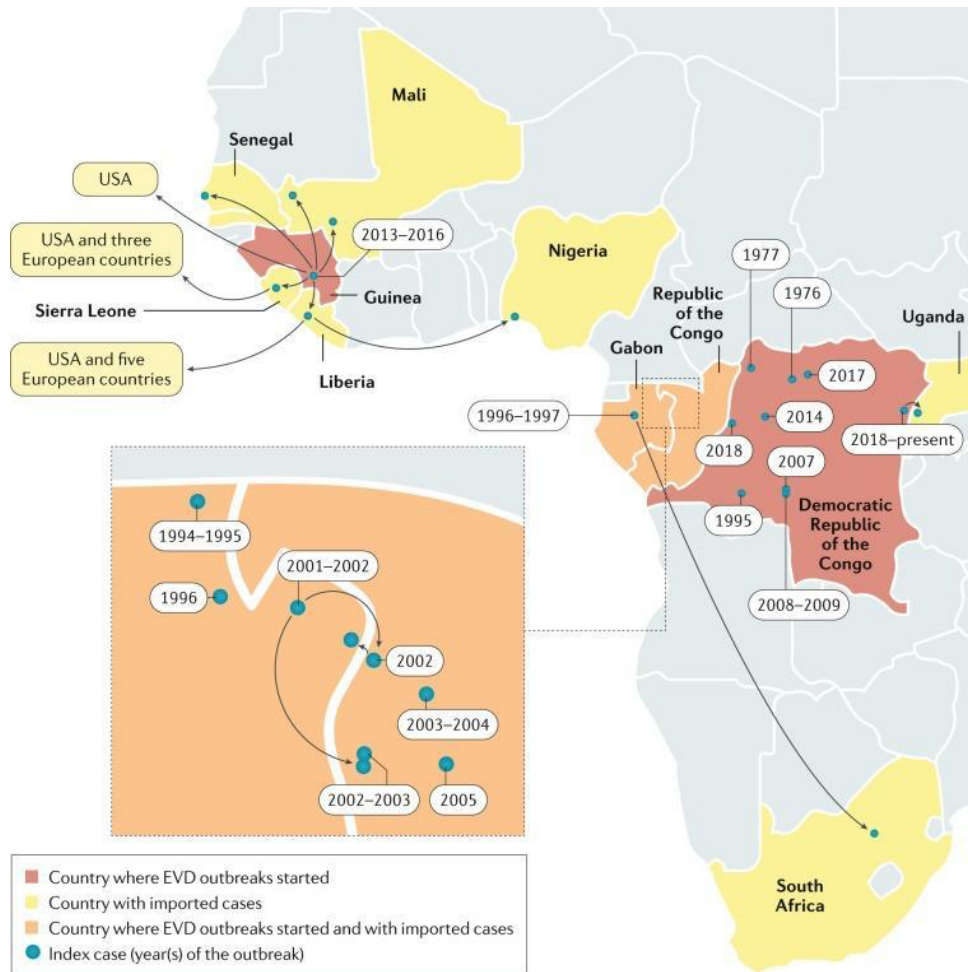 Mali
Senegal
USA
USA and three
European countries
2013–2016
Nigeria
1977
Guinea
Republic
of the
Congo
1976
Sierra Leone
Uganda
Gabon
USA and five
European countries
2017
Liberia
1996–1997
2014
2018
2018–present
2007
1995
Democratic
Republic
of the
Congo
2008–2009
1994–1995
2001–2002
1996
2002
2003–2004
2002–2003
2005
South
Africa
Country where EVD outbreaks started
Country with imported cases
Country where EVD outbreaks started and with imported cases
Index case (year(s) of the outbreak)